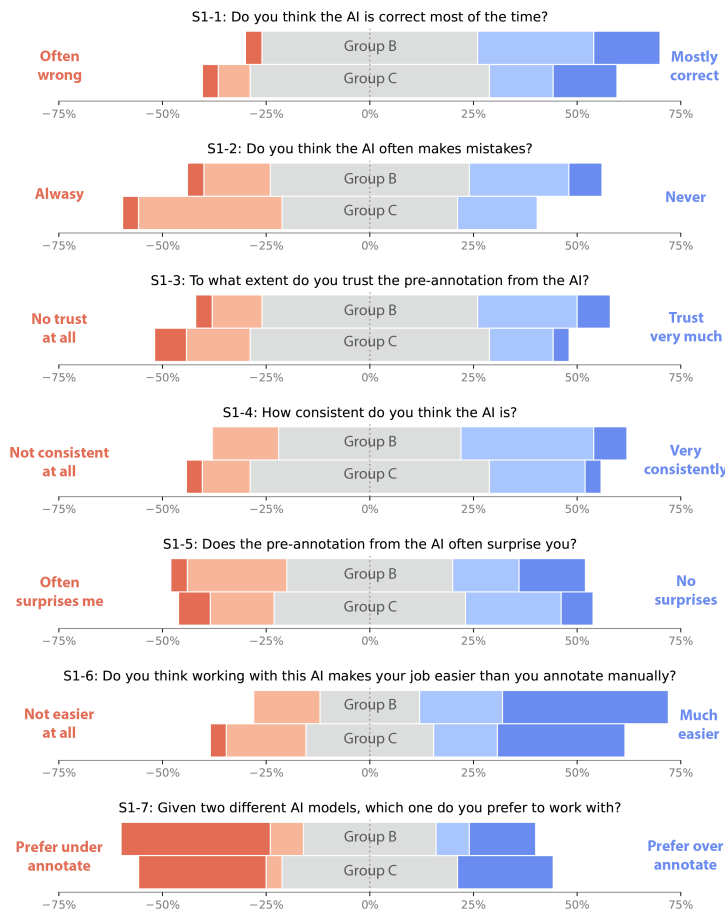 S1-1: Do you think the AI is correct most of the time?
Often
wrong
Group B
Group C
Mostly
correct
−75%
−50%
−25%
0%
25%
50%
75%
S1-2: Do you think the AI often makes mistakes?
Alwasy
Group B
Group C
Never
−75%
−50%
−25%
0%
25%
50%
75%
S1-3: To what extent do you trust the pre-annotation from the AI?
No trust
at all
Group B
Group C
Trust
very much
−75%
−50%
−25%
0%
25%
50%
75%
S1-4: How consistent do you think the AI is?
Not consistent
at all
Group B
Group C
Very
consistently
−75%
−50%
−25%
0%
25%
50%
75%
S1-5: Does the pre-annotation from the AI often surprise you?
Often
surprises me
Group B
Group C
No
surprises
−75%
−50%
−25%
0%
25%
50%
75%
S1-6: Do you think working with this AI makes your job easier than you annotate manually?
Not easier
at all
Group B
Group C
Much
easier
−75%
−50%
−25%
0%
25%
50%
75%
S1-7: Given two different AI models, which one do you prefer to work with?
Prefer under
annotate
Group B
Group C
Prefer over
annotate
−75%
−50%
−25%
0%
25%
50%
75%